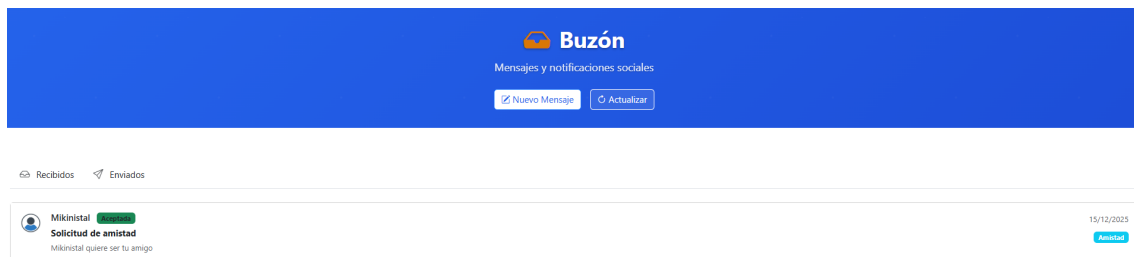 Buzón
Mensajes y notificaciones sociales
Nuevo Mensaje Actualizar
Recibidos Enviados
Mikinistal Aceptada 15/12/2025
Solicitud de amistad Amistad
Mikinistal quiere ser tu amigo